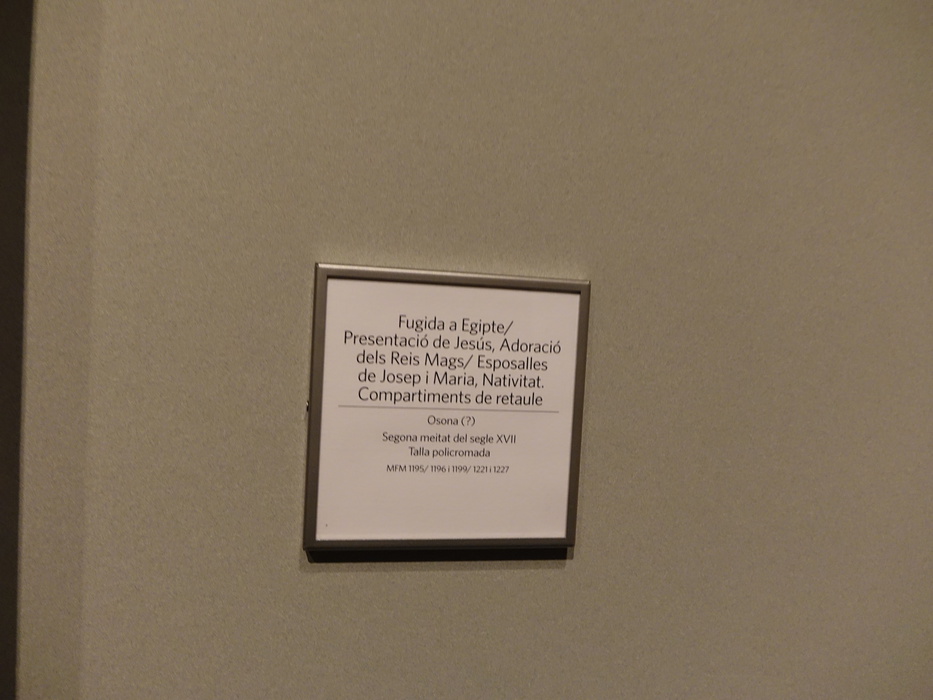 Fugida a Egipte/
Presentació de Jesús, Adoració
dels Reis Mags/ Esposalles
de Josep i Maria, Nativitat.
Compartiments de retaule
Osona (?)
Segona meitat del segle XVII
Talla policromada
MFM 1195/ 1196 i 1199/ 1221 i 1227